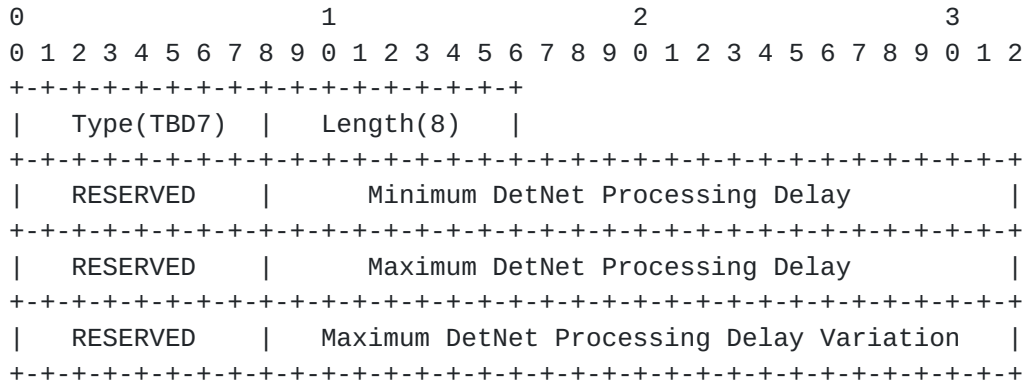 0                   1                   2                   3
0 1 2 3 4 5 6 7 8 9 0 1 2 3 4 5 6 7 8 9 0 1 2 3 4 5 6 7 8 9 0 1 2
+-+-+-+-+-+-+-+-+-+-+-+-+-+-+-+-+
|   Type(TBD7)  |   Length(8)   |
+-+-+-+-+-+-+-+-+-+-+-+-+-+-+-+-+-+-+-+-+-+-+-+-+-+-+-+-+-+-+-+-+
|   RESERVED    |      Minimum DetNet Processing Delay          |
+-+-+-+-+-+-+-+-+-+-+-+-+-+-+-+-+-+-+-+-+-+-+-+-+-+-+-+-+-+-+-+-+
|   RESERVED    |      Maximum DetNet Processing Delay          |
+-+-+-+-+-+-+-+-+-+-+-+-+-+-+-+-+-+-+-+-+-+-+-+-+-+-+-+-+-+-+-+-+
|   RESERVED    |   Maximum DetNet Processing Delay Variation   |
+-+-+-+-+-+-+-+-+-+-+-+-+-+-+-+-+-+-+-+-+-+-+-+-+-+-+-+-+-+-+-+-+